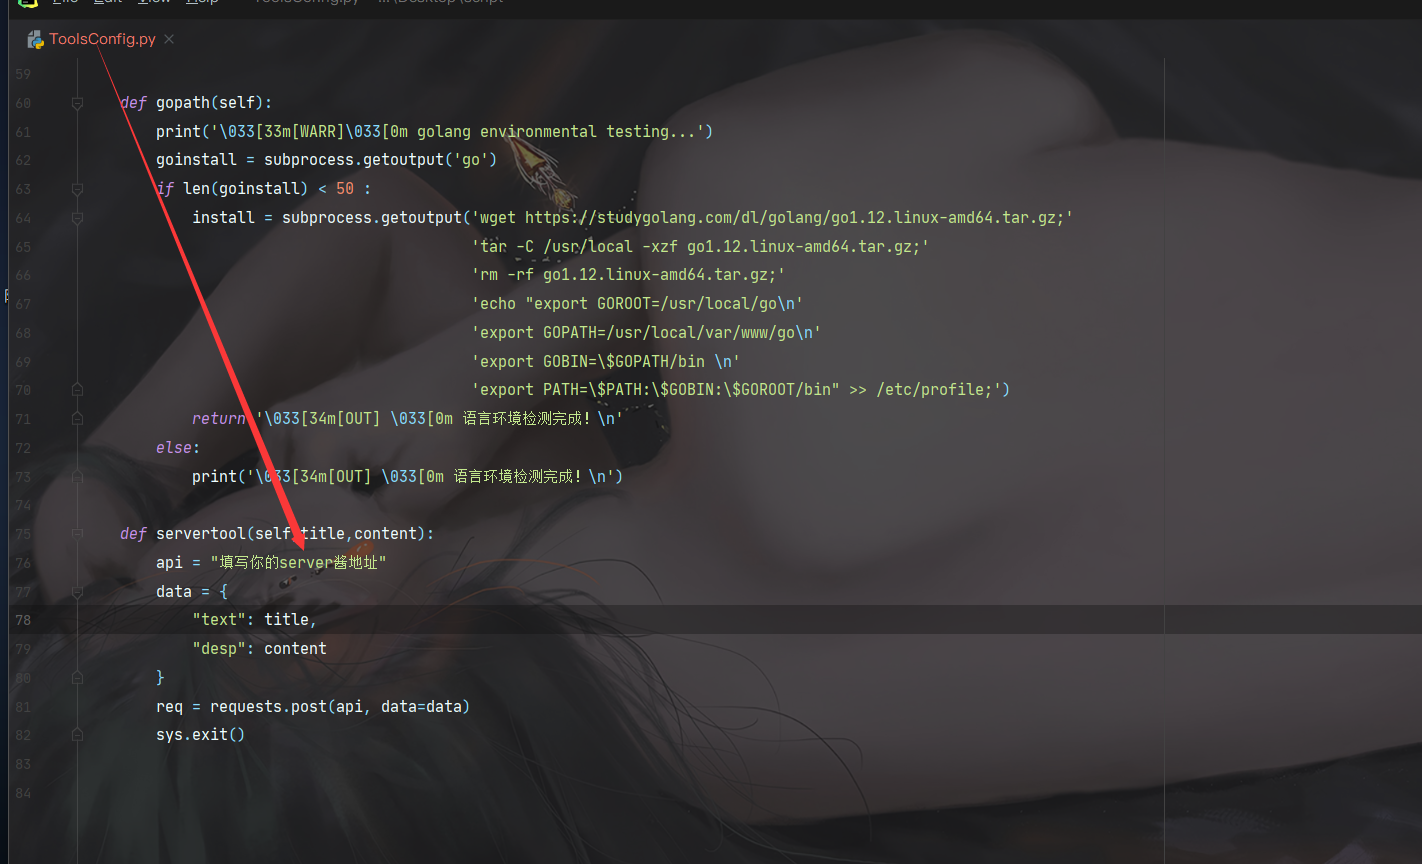 File Edit View Help ToolsConfig.py - ...\Desktop\script
ToolsConfig.py ×
59
60 def gopath(self):
61 print('\033[33m[WARR]\033[0m golang environmental testing...')
62 goinstall = subprocess.getoutput('go')
63 if len(goinstall) < 50 :
64 install = subprocess.getoutput('wget https://studygolang.com/dl/golang/go1.12.linux-amd64.tar.gz;'
65 'tar -C /usr/local -xzf go1.12.linux-amd64.tar.gz;'
66 'rm -rf go1.12.linux-amd64.tar.gz;'
67 'echo "export GOROOT=/usr/local/go\n'
68 'export GOPATH=/usr/local/var/www/go\n'
69 'export GOBIN=\$GOPATH/bin \n'
70 'export PATH=\$PATH:\$GOBIN:\$GOROOT/bin" >> /etc/profile;')
71 return '\033[34m[OUT] \033[0m 语言环境检测完成！\n'
72 else:
73 print('\033[34m[OUT] \033[0m 语言环境检测完成！\n')
74
75 def servertool(self,title,content):
76 api = "填写你的server酱地址"
77 data = {
78 "text": title,
79 "desp": content
80 }
81 req = requests.post(api, data=data)
82 sys.exit()
83
84